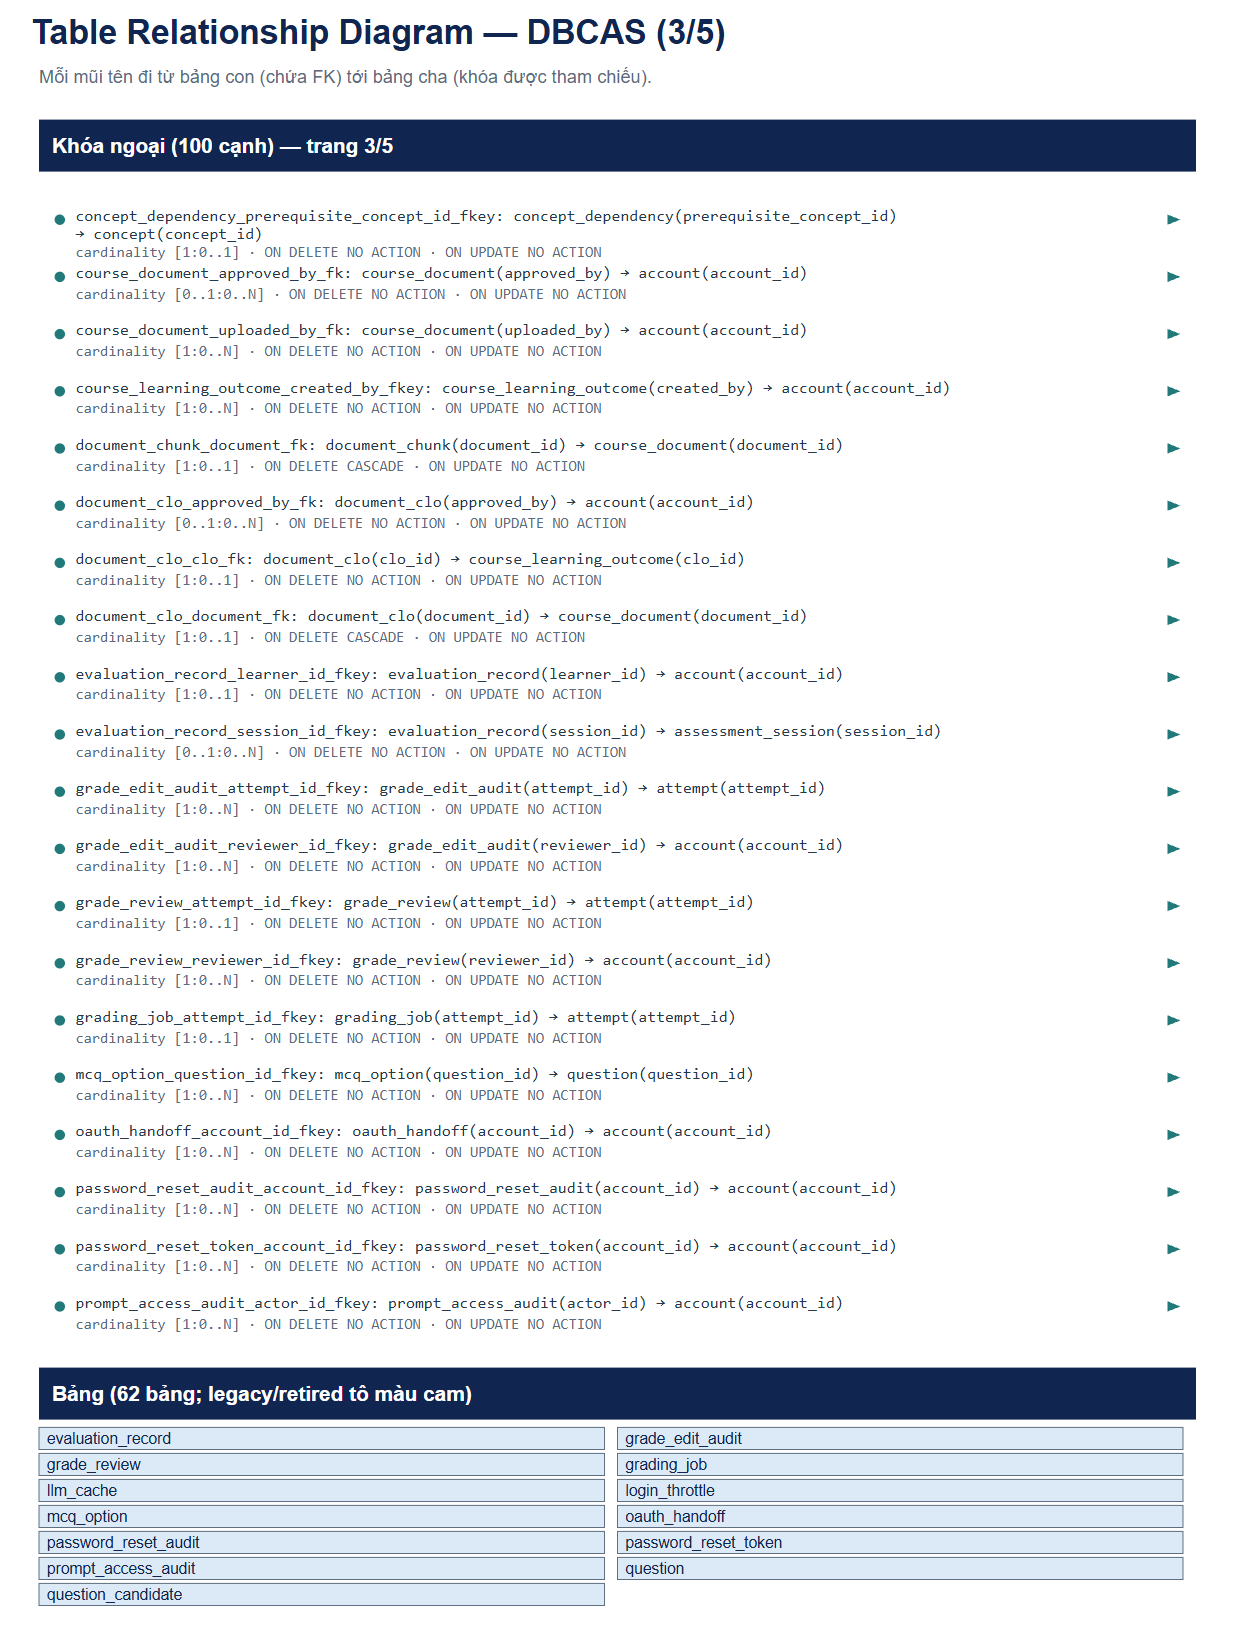 Table Relationship Diagram — DBCAS (3/5)
Mỗi mũi tên đi từ bảng con (chứa FK) tới bảng cha (khóa được tham chiếu).
Khóa ngoại (100 cạnh) — trang 3/5
concept_dependency_prerequisite_concept_id_fkey: concept_dependency(prerequisite_concept_id)
→ concept(concept_id)
cardinality [1:0..1] · ON DELETE NO ACTION · ON UPDATE NO ACTION
course_document_approved_by_fk: course_document(approved_by) → account(account_id)
cardinality [0..1:0..N] · ON DELETE NO ACTION · ON UPDATE NO ACTION
course_document_uploaded_by_fk: course_document(uploaded_by) → account(account_id)
cardinality [1:0..N] · ON DELETE NO ACTION · ON UPDATE NO ACTION
course_learning_outcome_created_by_fkey: course_learning_outcome(created_by) → account(account_id)
cardinality [1:0..N] · ON DELETE NO ACTION · ON UPDATE NO ACTION
document_chunk_document_fk: document_chunk(document_id) → course_document(document_id)
cardinality [1:0..1] · ON DELETE CASCADE · ON UPDATE NO ACTION
document_clo_approved_by_fk: document_clo(approved_by) → account(account_id)
cardinality [0..1:0..N] · ON DELETE NO ACTION · ON UPDATE NO ACTION
document_clo_clo_fk: document_clo(clo_id) → course_learning_outcome(clo_id)
cardinality [1:0..1] · ON DELETE NO ACTION · ON UPDATE NO ACTION
document_clo_document_fk: document_clo(document_id) → course_document(document_id)
cardinality [1:0..1] · ON DELETE CASCADE · ON UPDATE NO ACTION
evaluation_record_learner_id_fkey: evaluation_record(learner_id) → account(account_id)
cardinality [1:0..1] · ON DELETE NO ACTION · ON UPDATE NO ACTION
evaluation_record_session_id_fkey: evaluation_record(session_id) → assessment_session(session_id)
cardinality [0..1:0..N] · ON DELETE NO ACTION · ON UPDATE NO ACTION
grade_edit_audit_attempt_id_fkey: grade_edit_audit(attempt_id) → attempt(attempt_id)
cardinality [1:0..N] · ON DELETE NO ACTION · ON UPDATE NO ACTION
grade_edit_audit_reviewer_id_fkey: grade_edit_audit(reviewer_id) → account(account_id)
cardinality [1:0..N] · ON DELETE NO ACTION · ON UPDATE NO ACTION
grade_review_attempt_id_fkey: grade_review(attempt_id) → attempt(attempt_id)
cardinality [1:0..1] · ON DELETE NO ACTION · ON UPDATE NO ACTION
grade_review_reviewer_id_fkey: grade_review(reviewer_id) → account(account_id)
cardinality [1:0..N] · ON DELETE NO ACTION · ON UPDATE NO ACTION
grading_job_attempt_id_fkey: grading_job(attempt_id) → attempt(attempt_id)
cardinality [1:0..1] · ON DELETE NO ACTION · ON UPDATE NO ACTION
mcq_option_question_id_fkey: mcq_option(question_id) → question(question_id)
cardinality [1:0..N] · ON DELETE NO ACTION · ON UPDATE NO ACTION
oauth_handoff_account_id_fkey: oauth_handoff(account_id) → account(account_id)
cardinality [1:0..N] · ON DELETE NO ACTION · ON UPDATE NO ACTION
password_reset_audit_account_id_fkey: password_reset_audit(account_id) → account(account_id)
cardinality [1:0..N] · ON DELETE NO ACTION · ON UPDATE NO ACTION
password_reset_token_account_id_fkey: password_reset_token(account_id) → account(account_id)
cardinality [1:0..N] · ON DELETE NO ACTION · ON UPDATE NO ACTION
prompt_access_audit_actor_id_fkey: prompt_access_audit(actor_id) → account(account_id)
cardinality [1:0..N] · ON DELETE NO ACTION · ON UPDATE NO ACTION
Bảng (62 bảng; legacy/retired tô màu cam)
evaluation_record
grade_edit_audit
grade_review
grading_job
llm_cache
login_throttle
mcq_option
oauth_handoff
password_reset_audit
password_reset_token
prompt_access_audit
question
question_candidate